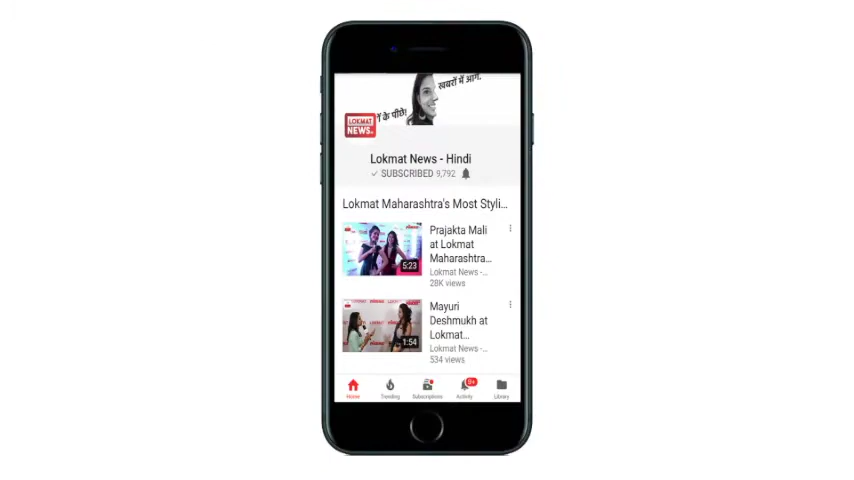 खबरों में आग,
के पीछे!
LOKMAT
NEWS
Lokmat News - Hindi
✓ SUBSCRIBED 9,792
Lokmat Maharashtra's Most Styli...
5:23
Prajakta Mali
at Lokmat
Maharashtra...
Lokmat News -...
28K views
1:54
Mayuri
Deshmukh at
Lokmat...
Lokmat News -...
534 views
Home
Trending
Subscriptions
9+
Activity
Library